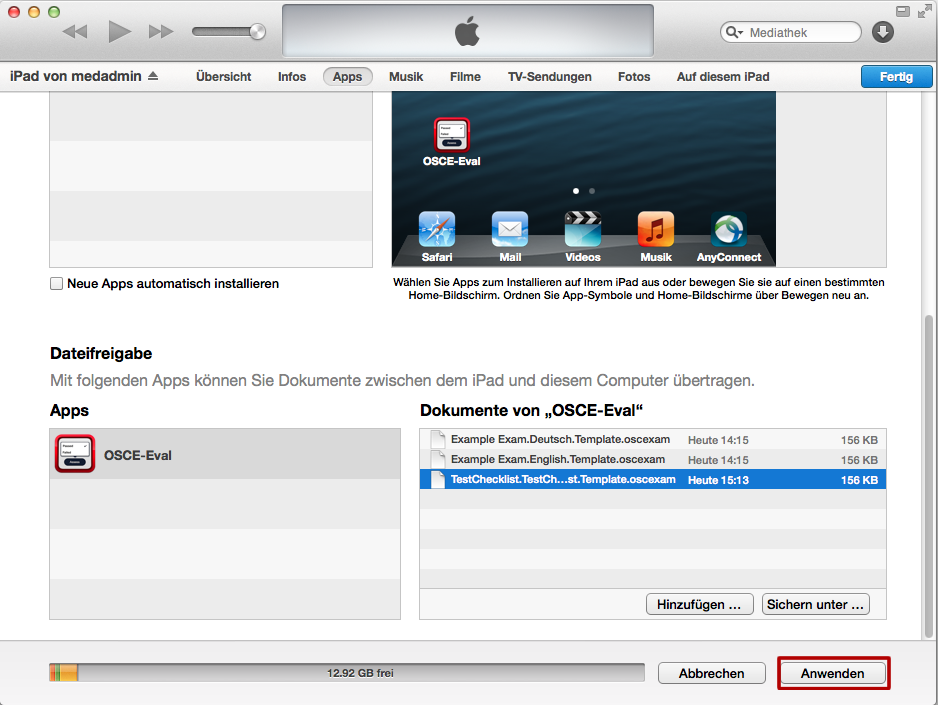 Mediathek
iPad von medadmin
Übersicht
Infos
Apps
Musik
Filme
TV-Sendungen
Fotos
Auf diesem iPad
Fertig
OSCE-Eval
Safari
Mail
Videos
Musik
AnyConnect
Neue Apps automatisch installieren
Wählen Sie Apps zum Installieren auf Ihrem iPad aus oder bewegen Sie sie auf einen bestimmten
Home-Bildschirm. Ordnen Sie App-Symbole und Home-Bildschirme über Bewegen neu an.
Dateifreigabe
Mit folgenden Apps können Sie Dokumente zwischen dem iPad und diesem Computer übertragen.
Apps
OSCE-Eval
Dokumente von „OSCE-Eval“
Example Exam.Deutsch.Template.oscexam Heute 14:15 156 KB
Example Exam.English.Template.oscexam Heute 14:15 156 KB
TestChecklist.TestCh...st.Template.oscexam Heute 15:13 156 KB
Hinzufügen ...
Sichern unter ...
12.92 GB frei
Abbrechen
Anwenden